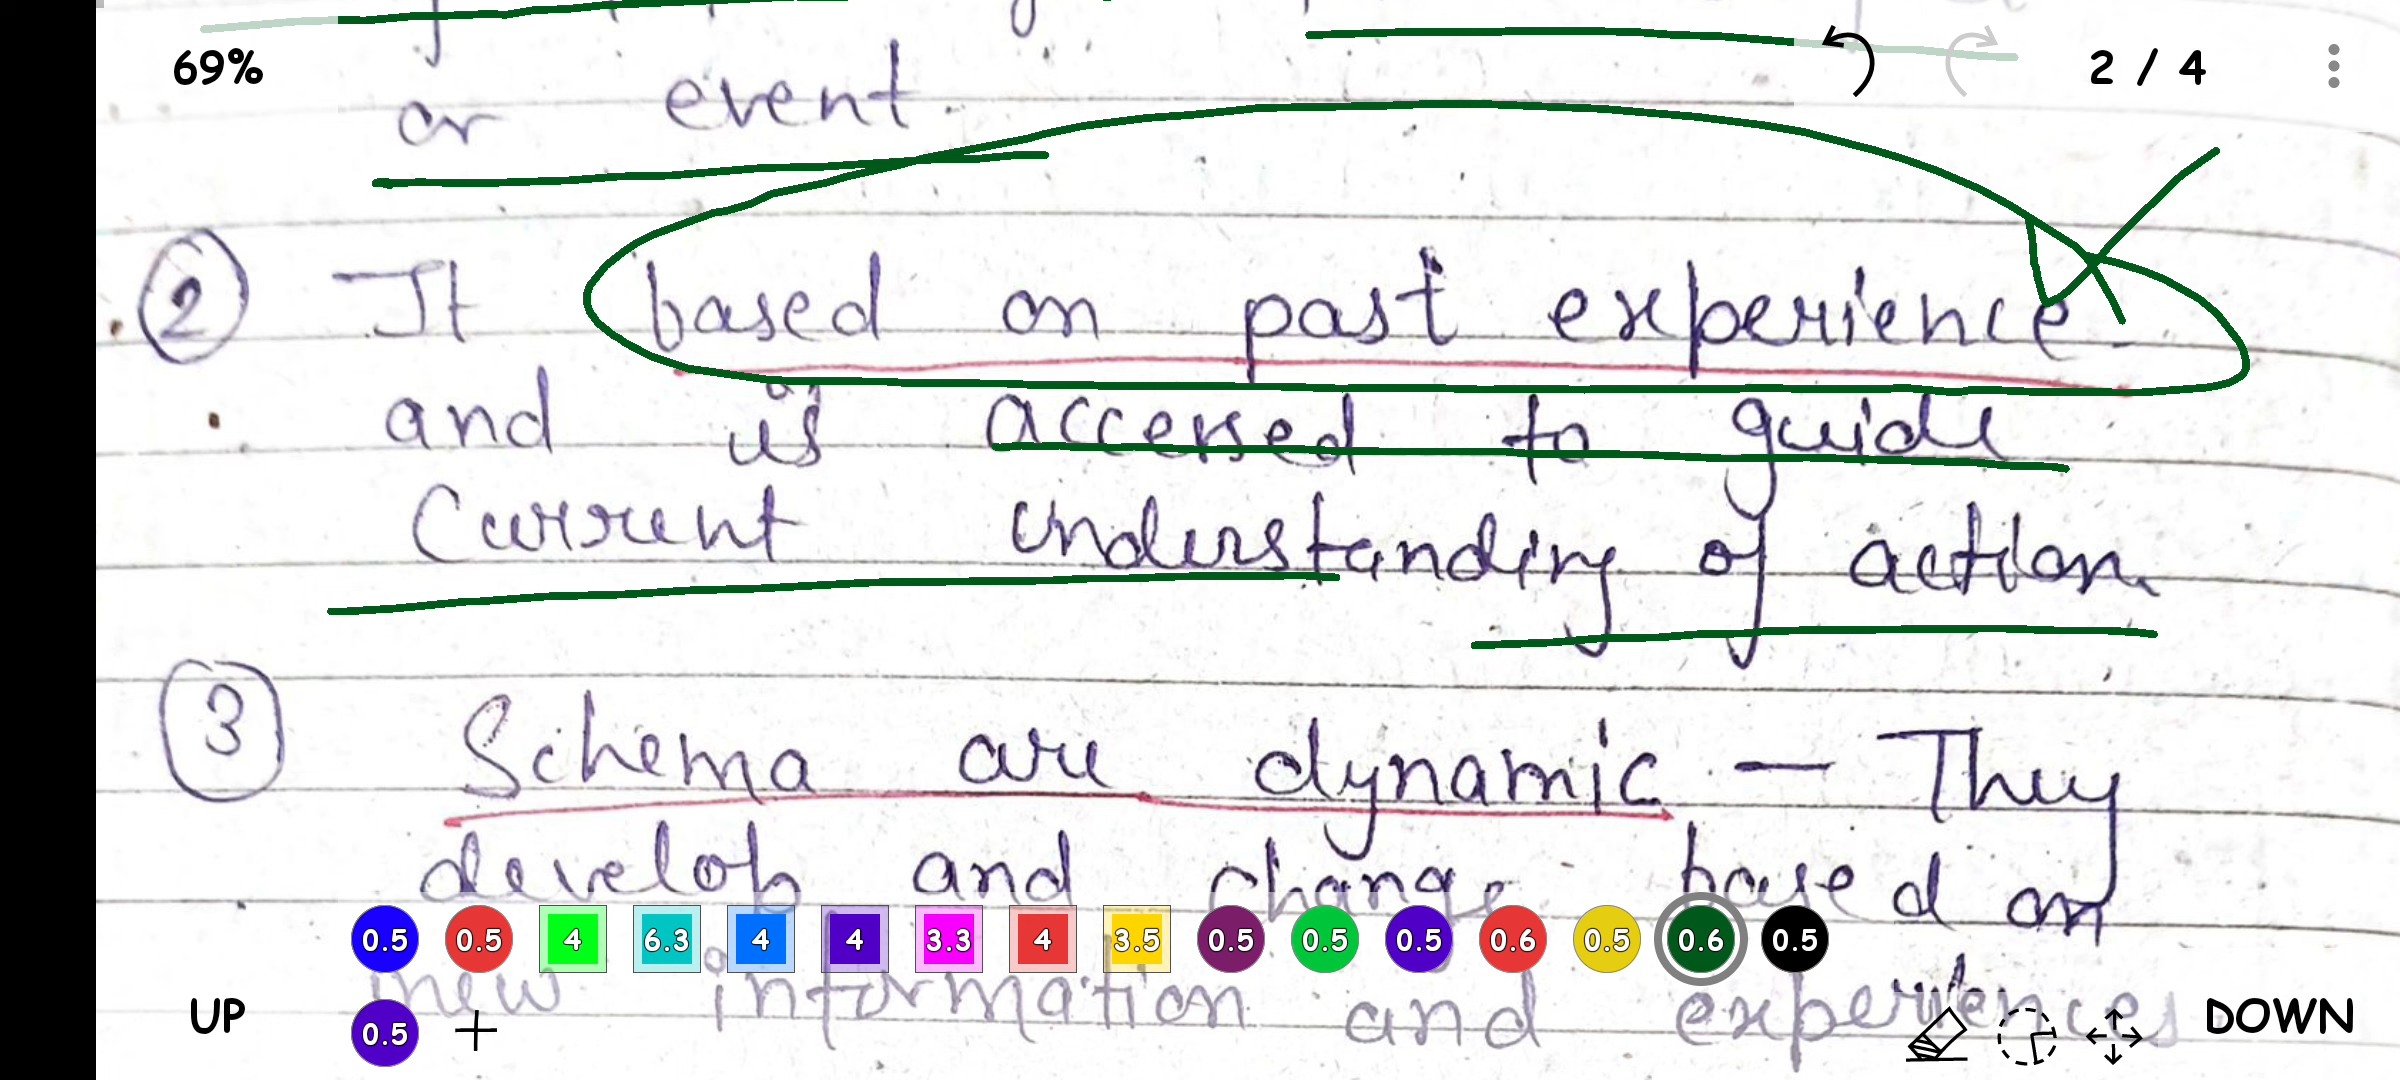 69%
2 / 4
or event.
② It based on past experience.
and is accessed to guide
Current understanding of action.
③ Schema are dynamic — They
develop and change based on
0.5 0.5 4 6.3 4 4 3.3 4 3.5 0.5 0.5 0.5 0.6 0.5 0.6 0.5
new information and experiences
UP 0.5 + DOWN